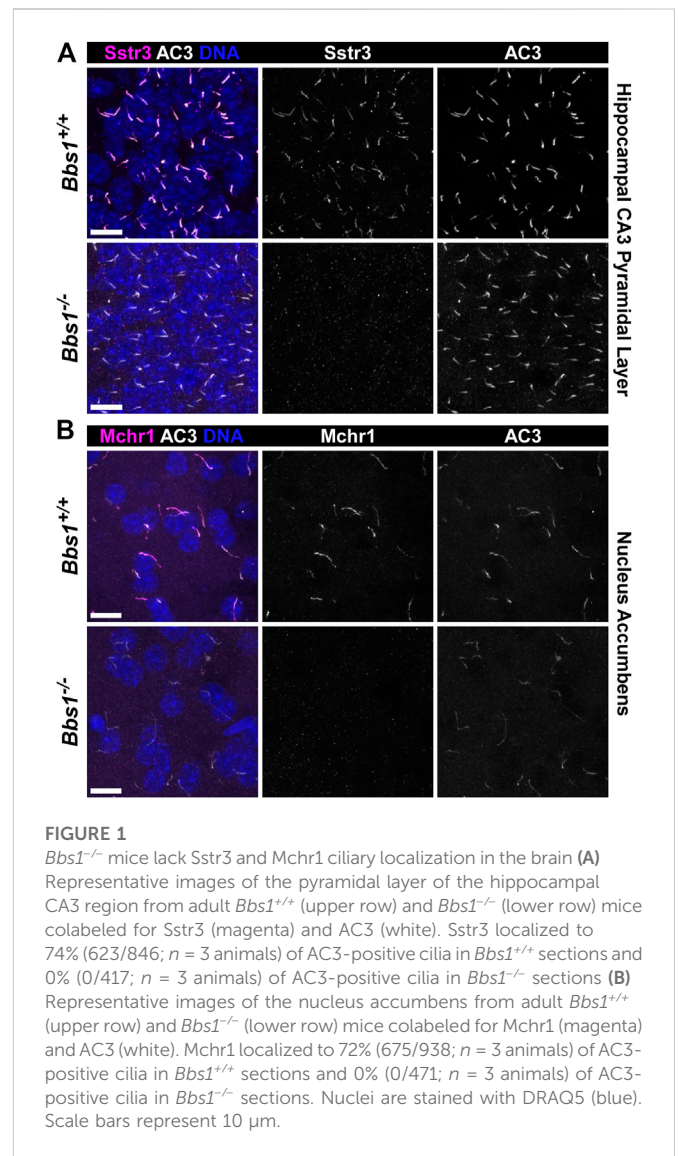 A
Sstr3 AC3 DNA
Sstr3
AC3
Bbs1+/+
Bbs1-/-
Hippocampal CA3 Pyramidal Layer
B
Mchr1 AC3 DNA
Mchr1
AC3
Bbs1+/+
Bbs1-/-
Nucleus Accumbens
FIGURE 1
Bbs1−/− mice lack Sstr3 and Mchr1 ciliary localization in the brain (A)
Representative images of the pyramidal layer of the hippocampal
CA3 region from adult Bbs1+/+ (upper row) and Bbs1−/− (lower row) mice
colabeled for Sstr3 (magenta) and AC3 (white). Sstr3 localized to
74% (623/846; n = 3 animals) of AC3-positive cilia in Bbs1+/+ sections and
0% (0/417; n = 3 animals) of AC3-positive cilia in Bbs1−/− sections (B)
Representative images of the nucleus accumbens from adult Bbs1+/+
(upper row) and Bbs1−/− (lower row) mice colabeled for Mchr1 (magenta)
and AC3 (white). Mchr1 localized to 72% (675/938; n = 3 animals) of AC3-
positive cilia in Bbs1+/+ sections and 0% (0/471; n = 3 animals) of AC3-
positive cilia in Bbs1−/− sections. Nuclei are stained with DRAQ5 (blue).
Scale bars represent 10 µm.